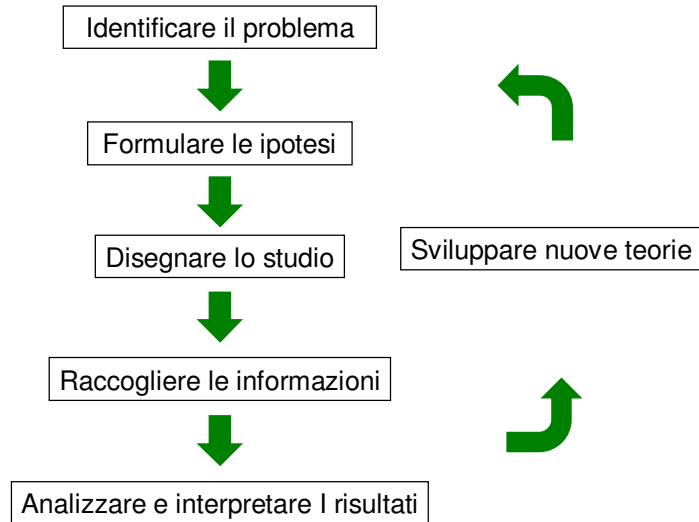 Identificare il problema
Formulare le ipotesi
Disegnare lo studio
Sviluppare nuove teorie
Raccogliere le informazioni
Analizzare e interpretare I risultati